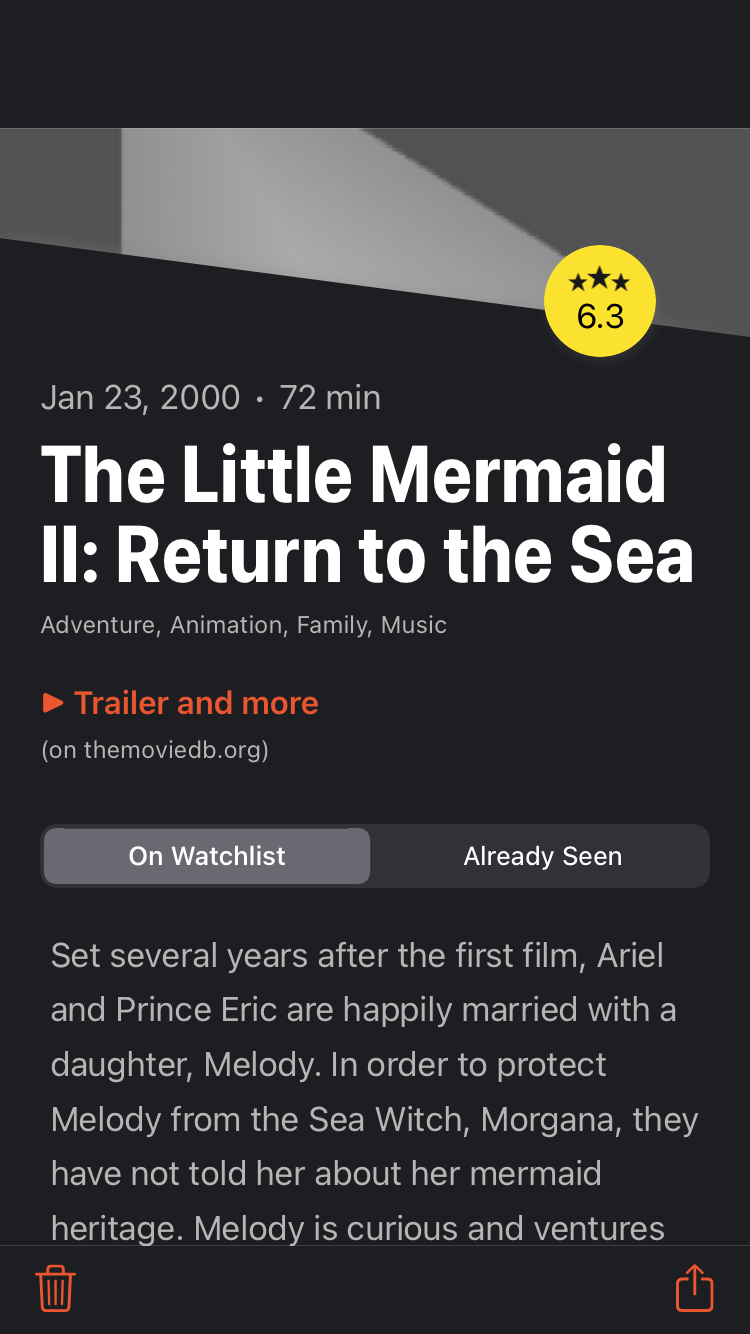 6.3
Jan 23, 2000 • 72 min
The Little Mermaid
II: Return to the Sea
Adventure, Animation, Family, Music
Trailer and more
(on themoviedb.org)
On Watchlist
Already Seen
Set several years after the first film, Ariel
and Prince Eric are happily married with a
daughter, Melody. In order to protect
Melody from the Sea Witch, Morgana, they
have not told her about her mermaid
heritage. Melody is curious and ventures